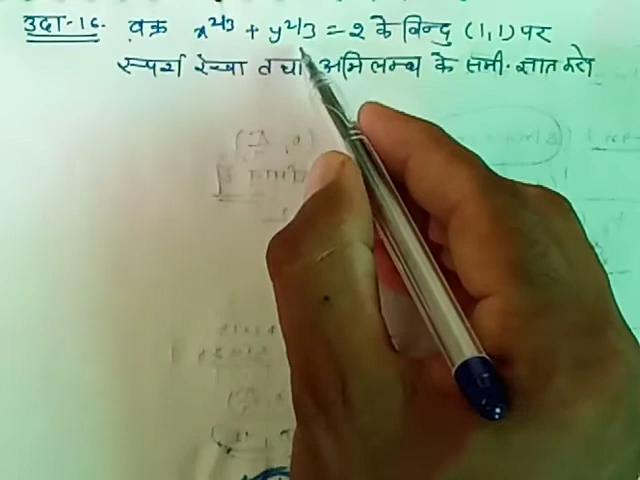 उदा-16. वक्र x^2/3 + y^2/3 = 2 के बिन्दु (1,1) पर
स्पर्श रेखा तथा अभिलम्ब के समी. ज्ञात करो